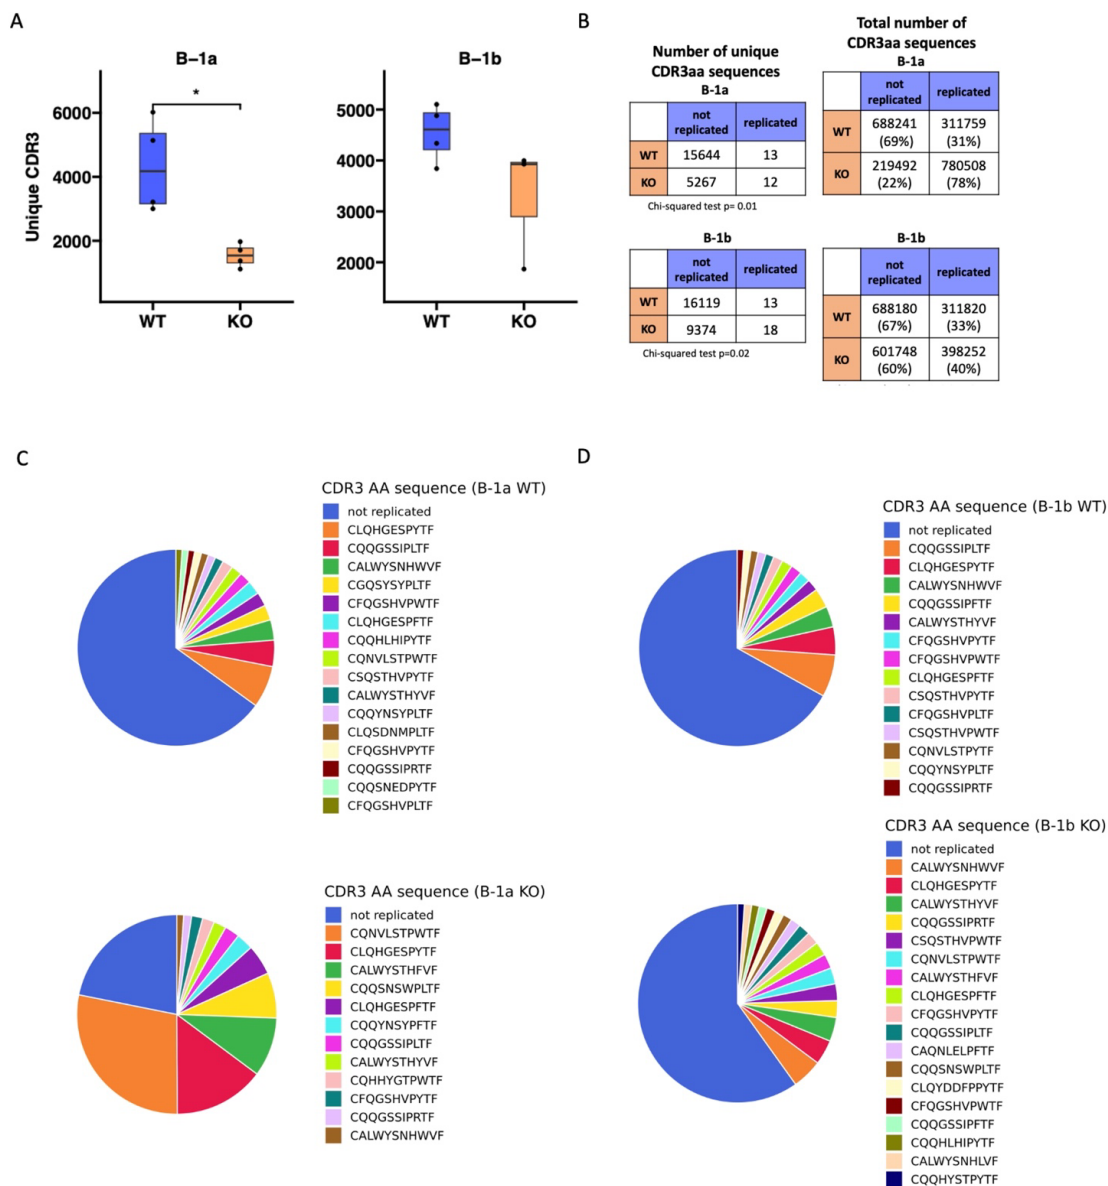 A
B-1a
B-1b
Unique CDR3
6000
4000
2000
*
WT
KO
5000
4000
3000
2000
WT
KO
B
Number of unique
CDR3aa sequences
B-1a
not
replicated
replicated
WT
15644
13
KO
5267
12
Chi-squared test p= 0.01
Total number of
CDR3aa sequences
B-1a
not
replicated
replicated
WT
688241
(69%)
311759
(31%)
KO
219492
(22%)
780508
(78%)
B-1b
not
replicated
replicated
WT
16119
13
KO
9374
18
Chi-squared test p=0.02
B-1b
not
replicated
replicated
WT
688180
(67%)
311820
(33%)
KO
601748
(60%)
398252
(40%)
C
CDR3 AA sequence (B-1a WT)
not replicated
CLQHGESPYTF
CQQGSSIPLTF
CALWYSNHWVF
CGQSYSYPLTF
CFQGSHVPWTF
CLQHGESPFTF
CQQHLHIPYTF
CQNVLSTPWTF
CSQSTHVPYTF
CALWYSTHYVF
CQQYNSYPLTF
CLQSDNMPLTF
CFQGSHVPYTF
CQQGSSIPRTF
CQQSNEDPYTF
CFQGSHVPLTF
CDR3 AA sequence (B-1a KO)
not replicated
CQNVLSTPWTF
CLQHGESPYTF
CALWYSTHFVF
CQQSNSWPLTF
CLQHGESPFTF
CQQYNSYPFTF
CQQGSSIPLTF
CALWYSTHYVF
CQHHYGTPWTF
CFQGSHVPYTF
CQQGSSIPRTF
CALWYSNHWVF
D
CDR3 AA sequence (B-1b WT)
not replicated
CQQGSSIPLTF
CLQHGESPYTF
CALWYSNHWVF
CQQGSSIPFTF
CALWYSTHYVF
CFQGSHVPYTF
CFQGSHVPWTF
CLQHGESPFTF
CSQSTHVPYTF
CFQGSHVPLTF
CSQSTHVPWTF
CQNVLSTPYTF
CQQYNSYPLTF
CQQGSSIPRTF
CDR3 AA sequence (B-1b KO)
not replicated
CALWYSNHWVF
CLQHGESPYTF
CALWYSTHYVF
CQQGSSIPRTF
CSQSTHVPWTF
CQNVLSTPWTF
CALWYSTHFVF
CLQHGESPFTF
CFQGSHVPYTF
CQQGSSIPLTF
CAQNLELPFTF
CQQSNSWPLTF
CLQYDDFPPYTF
CFQGSHVPWTF
CQQGSSIPFTF
CQQHLHIPYTF
CALWYSNHLVF
CQQHYSTPYTF